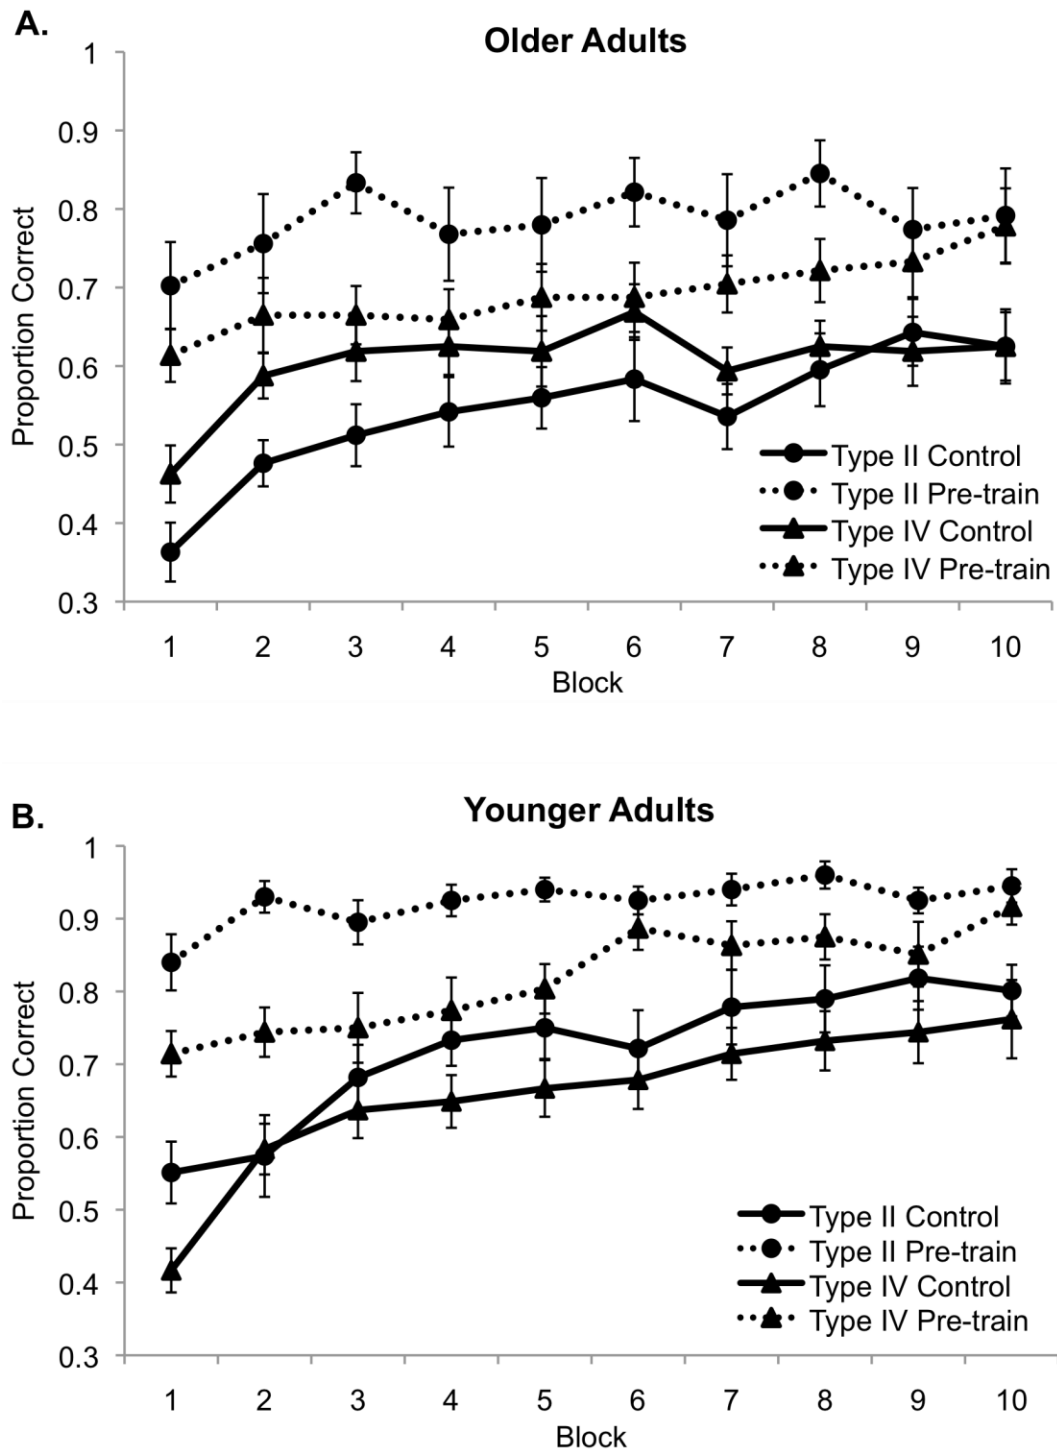 A.
Older Adults
1
0.9
0.8
0.7
0.6
0.5
0.4
0.3
Proportion Correct
1 2 3 4 5 6 7 8 9 10
Block
Type II Control
Type II Pre-train
Type IV Control
Type IV Pre-train
B.
Younger Adults
1
0.9
0.8
0.7
0.6
0.5
0.4
0.3
Proportion Correct
1 2 3 4 5 6 7 8 9 10
Block
Type II Control
Type II Pre-train
Type IV Control
Type IV Pre-train